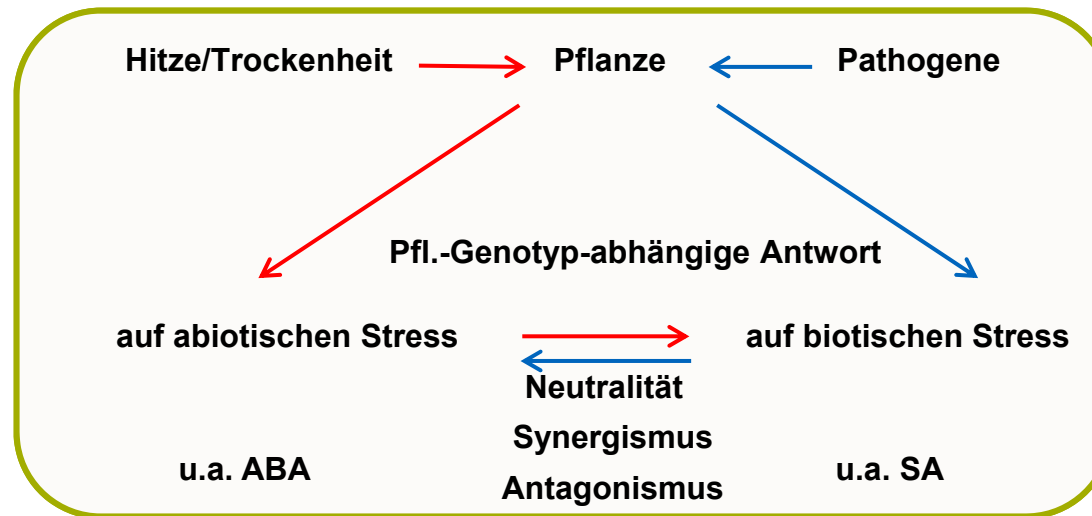 Hitze/Trockenheit Pflanze Pathogene
Pfl.-Genotyp-abhängige Antwort
auf abiotischen Stress auf biotischen Stress
Neutralität
Synergismus
u.a. ABA u.a. SA
Antagonismus